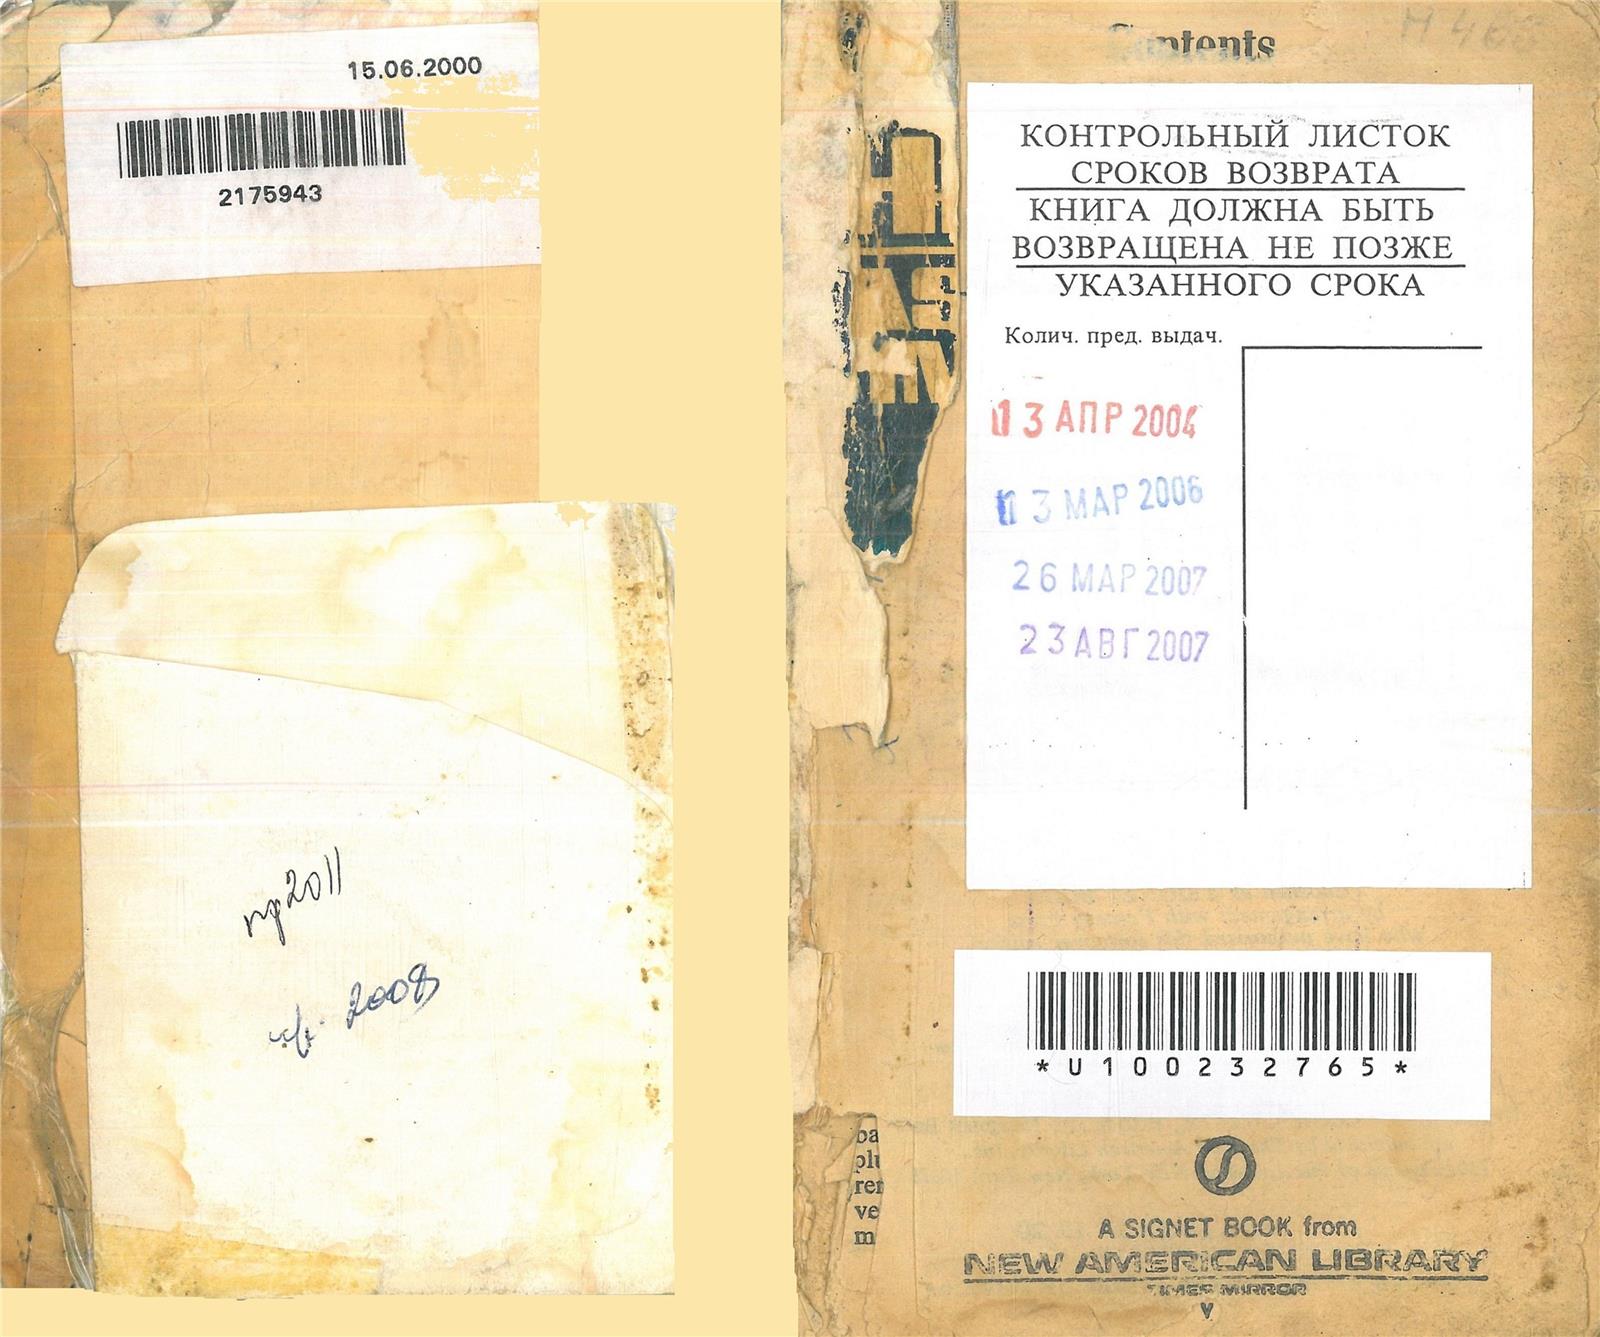 15.06.2000
2175943
пр2011
2008
Contents
КОНТРОЛЬНЫЙ ЛИСТОК
СРОКОВ ВОЗВРАТА
КНИГА ДОЛЖНА БЫТЬ
ВОЗВРАЩЕНА НЕ ПОЗЖЕ
УКАЗАННОГО СРОКА
Колич. пред. выдач.
13 АПР 2004
13 МАР 2006
26 МАР 2007
23 АВГ 2007
*U100232765*
A SIGNET BOOK from
NEW AMERICAN LIBRARY
TIMES MIRROR